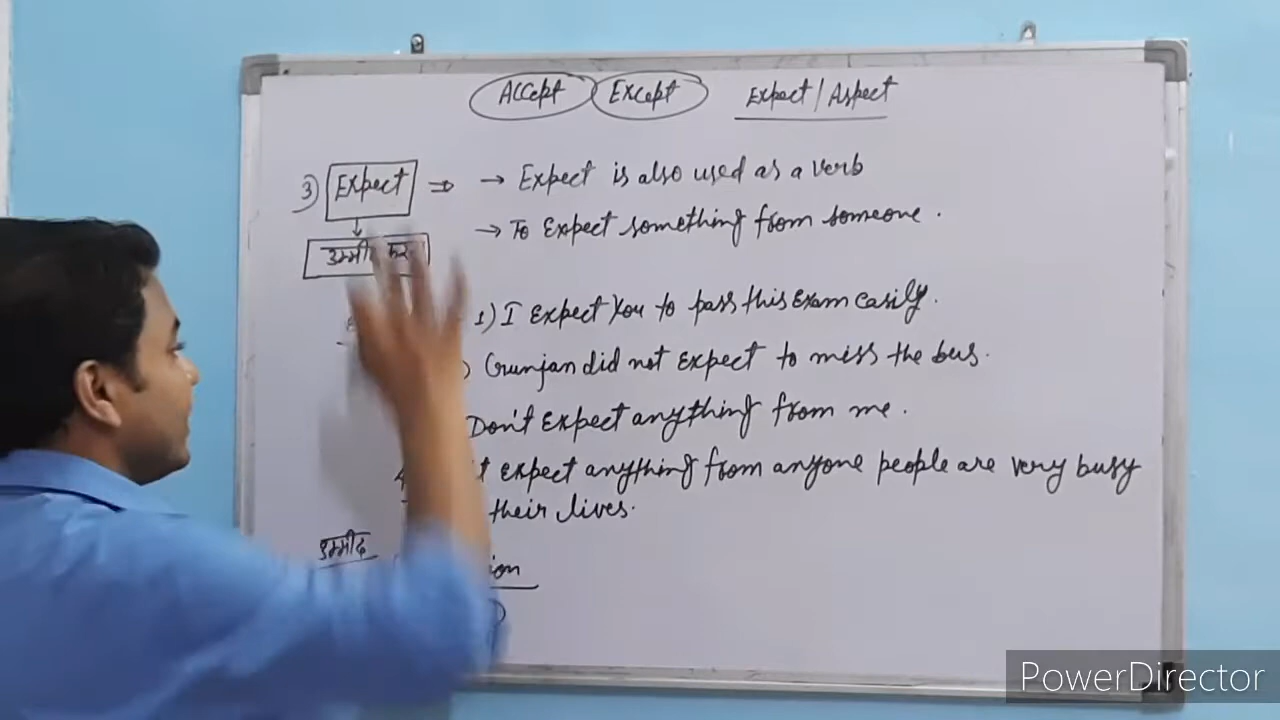 Accept Except Expect / Aspect
3) Expect ⇒ → Expect is also used as a verb
→ To Expect something from someone.
1) I Expect you to pass this Exam easily.
) Gunjan did not Expect to miss the bus.
Don't Expect anything from me.
expect anything from anyone people are very busy
their lives.
उम्मीद
PowerDirector